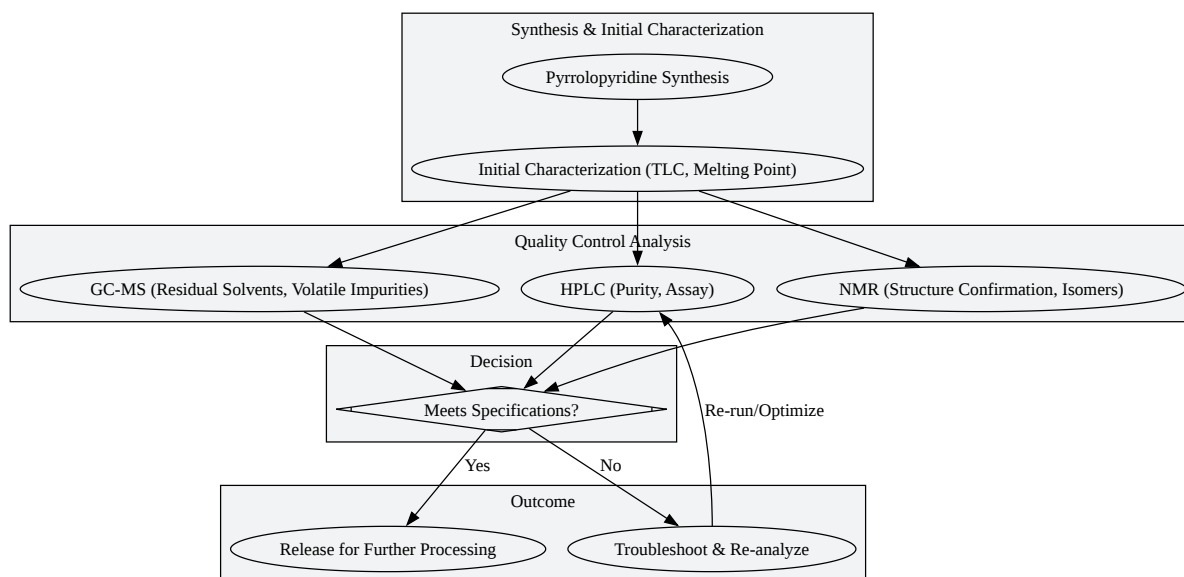 Synthesis & Initial Characterization
Pyrrolopyridine Synthesis
Initial Characterization (TLC, Melting Point)
Quality Control Analysis
GC-MS (Residual Solvents, Volatile Impurities)
HPLC (Purity, Assay)
NMR (Structure Confirmation, Isomers)
Decision
Meets Specifications?
Re-run/Optimize
Yes
No
Outcome
Release for Further Processing
Troubleshoot & Re-analyze